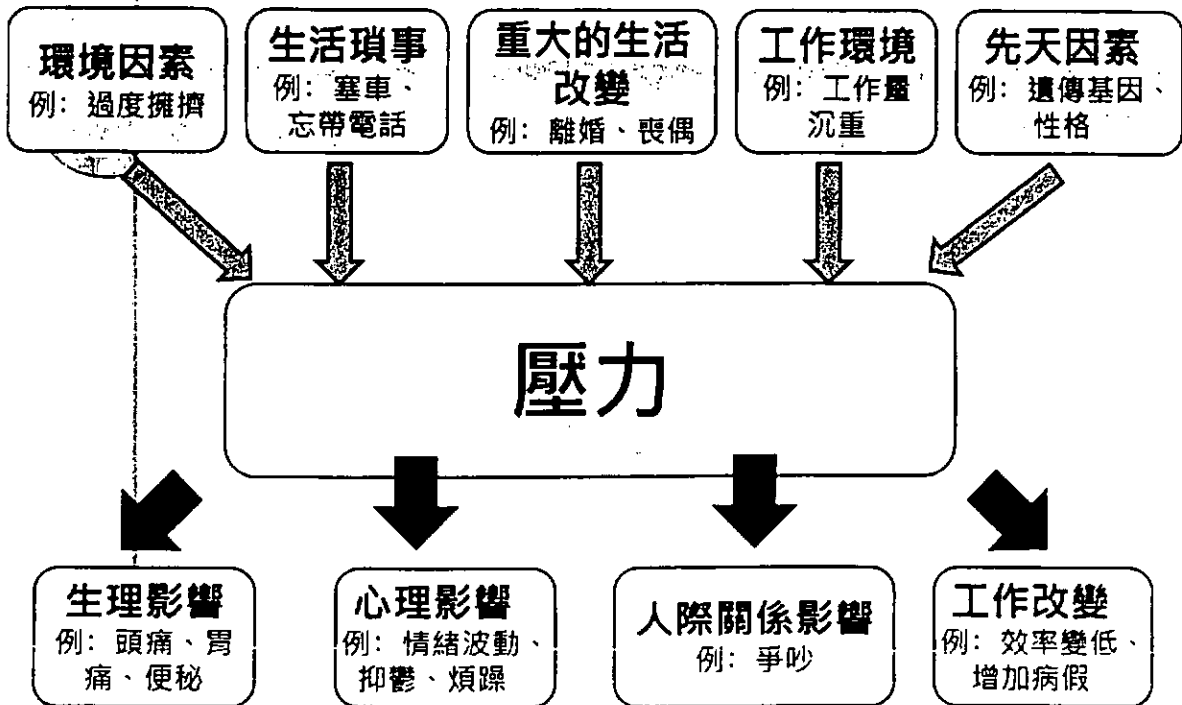 環境因素
例：過度擁擠
生活瑣事
例：塞車、
忘帶電話
重大的生活
改變
例：離婚、喪偶
工作環境
例：工作量
沉重
先天因素
例：遺傳基因、
性格
壓力
生理影響
例：頭痛、胃
痛、便秘
心理影響
例：情緒波動、
抑鬱、煩躁
人際關係影響
例：爭吵
工作改變
例：效率變低、
增加病假